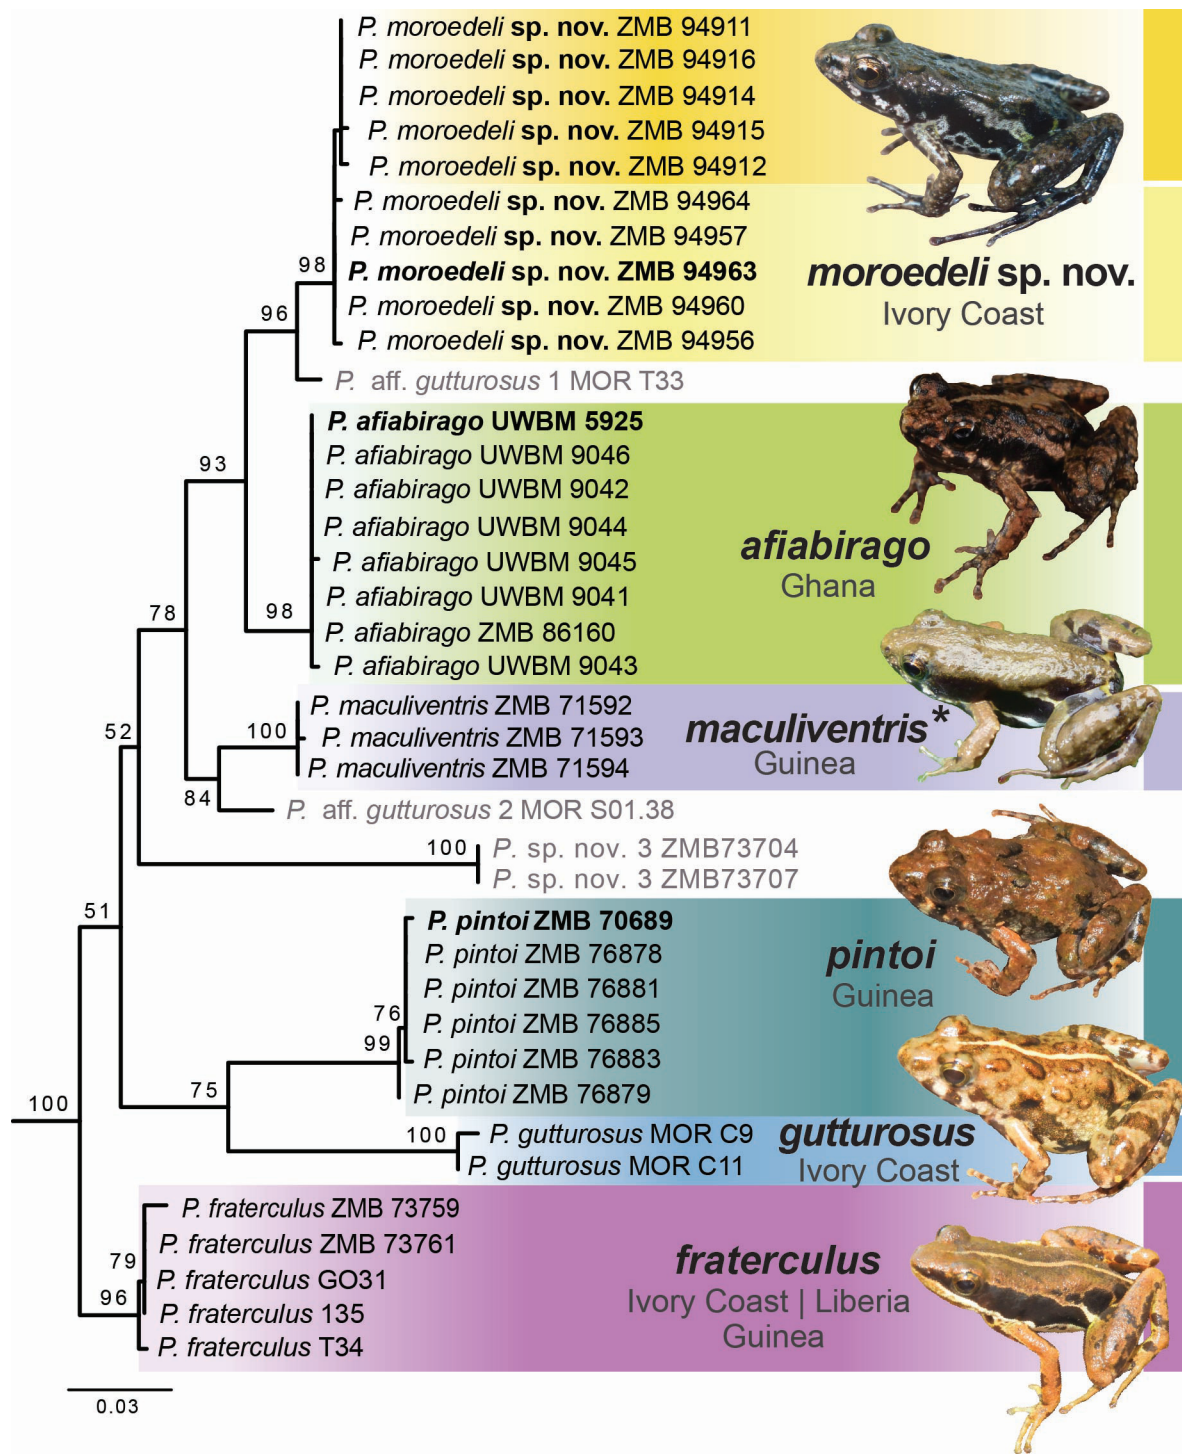 P. moroedeli sp. nov. ZMB 94911
P. moroedeli sp. nov. ZMB 94916
P. moroedeli sp. nov. ZMB 94914
P. moroedeli sp. nov. ZMB 94915
P. moroedeli sp. nov. ZMB 94912
P. moroedeli sp. nov. ZMB 94964
P. moroedeli sp. nov. ZMB 94957
98
P. moroedeli sp. nov. ZMB 94963
P. moroedeli sp. nov. ZMB 94960
P. moroedeli sp. nov. ZMB 94956
moroedeli sp. nov.
Ivory Coast
96
P. aff. gutturosus 1 MOR T33
P. afiabirago UWBM 5925
P. afiabirago UWBM 9046
93
P. afiabirago UWBM 9042
P. afiabirago UWBM 9044
P. afiabirago UWBM 9045
P. afiabirago UWBM 9041
98
P. afiabirago ZMB 86160
P. afiabirago UWBM 9043
afiabirago
Ghana
78
P. maculiventris ZMB 71592
100
P. maculiventris ZMB 71593
P. maculiventris ZMB 71594
maculiventris*
Guinea
52
84
P. aff. gutturosus 2 MOR S01.38
100
P. sp. nov. 3 ZMB73704
P. sp. nov. 3 ZMB73707
51
P. pintoi ZMB 70689
P. pintoi ZMB 76878
P. pintoi ZMB 76881
76
P. pintoi ZMB 76885
99
P. pintoi ZMB 76883
P. pintoi ZMB 76879
pintoi
Guinea
75
100
P. gutturosus MOR C9
P. gutturosus MOR C11
gutturosus
Ivory Coast
100
P. fraterculus ZMB 73759
P. fraterculus ZMB 73761
79
P. fraterculus GO31
96
P. fraterculus 135
P. fraterculus T34
fraterculus
Ivory Coast | Liberia
Guinea
0.03